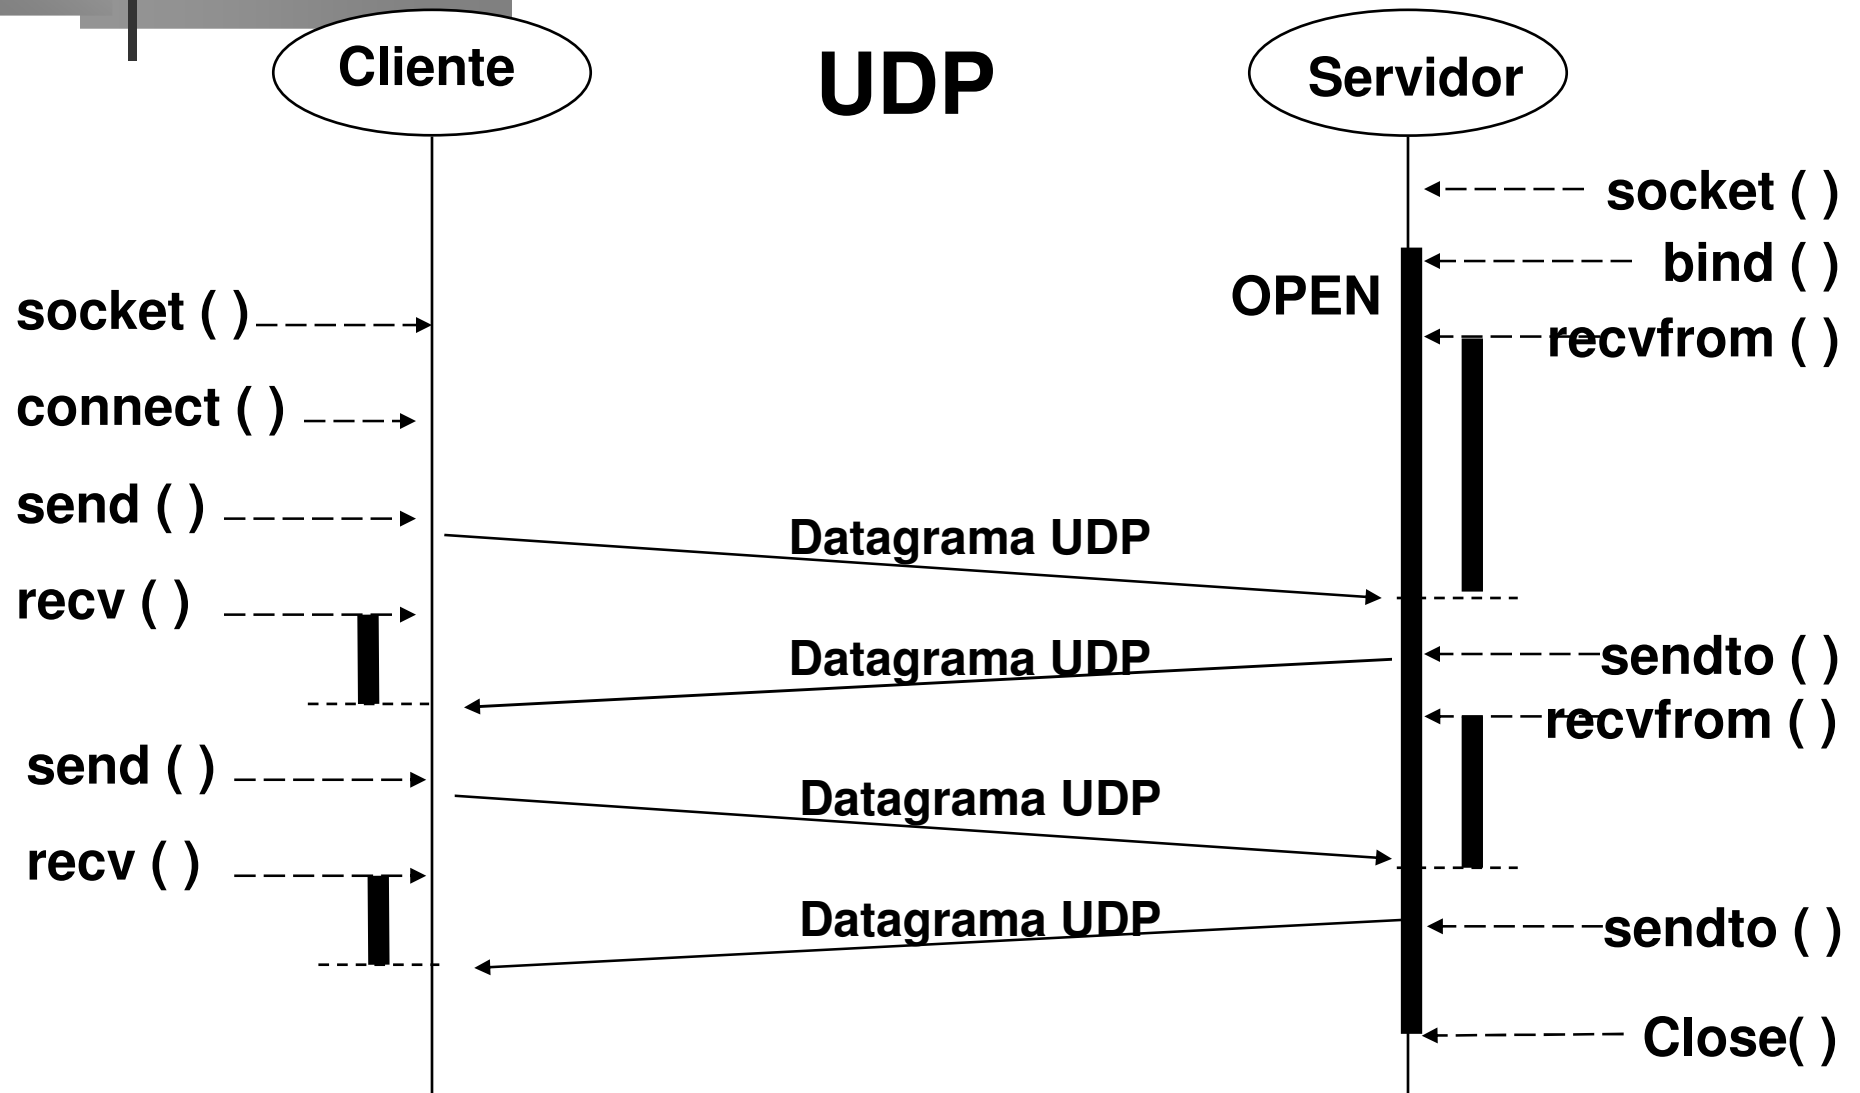 Cliente
UDP
Servidor
socket ( )
bind ( )
OPEN
socket ( )
recvfrom ( )
connect ( )
send ( )
Datagrama UDP
recv ( )
Datagrama UDP
sendto ( )
recvfrom ( )
send ( )
Datagrama UDP
recv ( )
Datagrama UDP
sendto ( )
Close( )